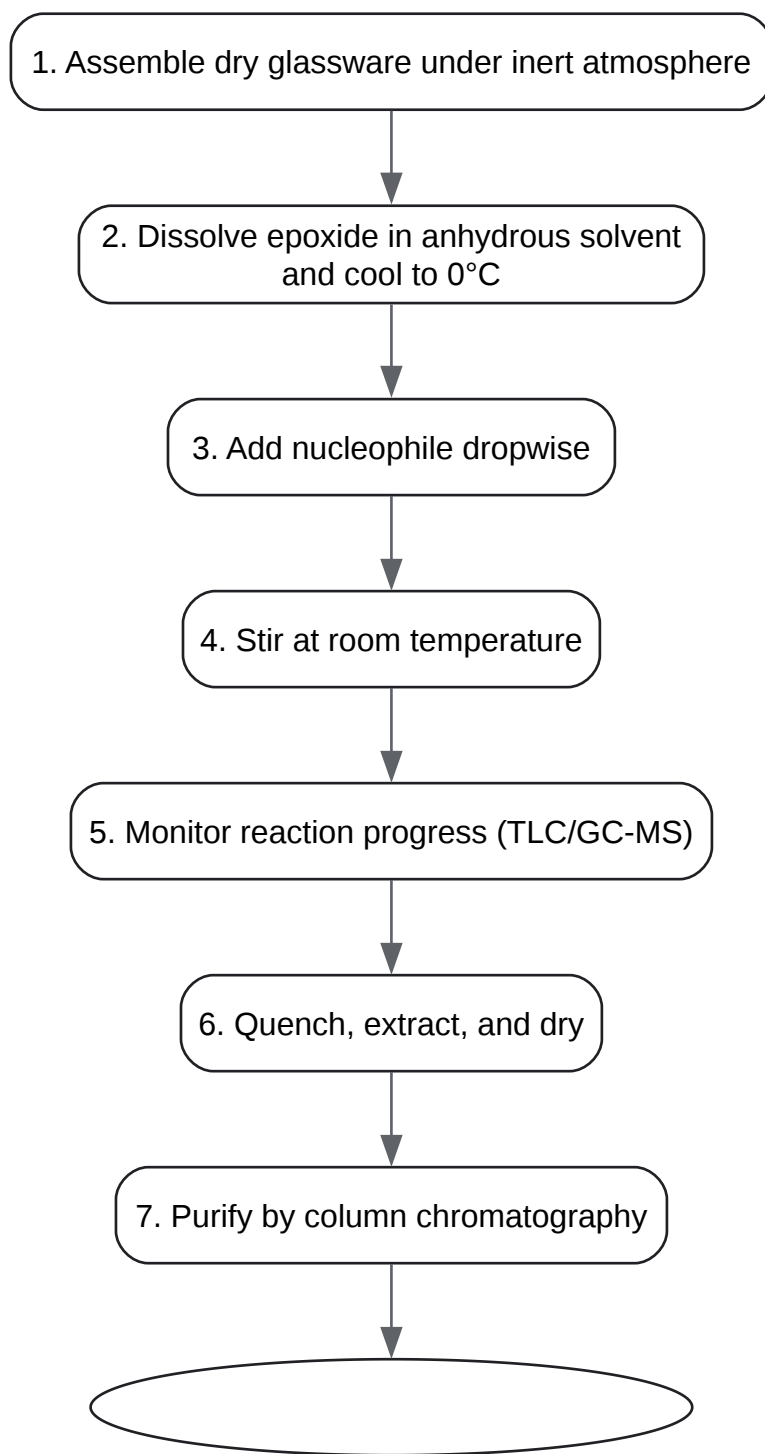 1. Assemble dry glassware under inert atmosphere
2. Dissolve epoxide in anhydrous solvent
and cool to 0°C
3. Add nucleophile dropwise
4. Stir at room temperature
5. Monitor reaction progress (TLC/GC-MS)
6. Quench, extract, and dry
7. Purify by column chromatography